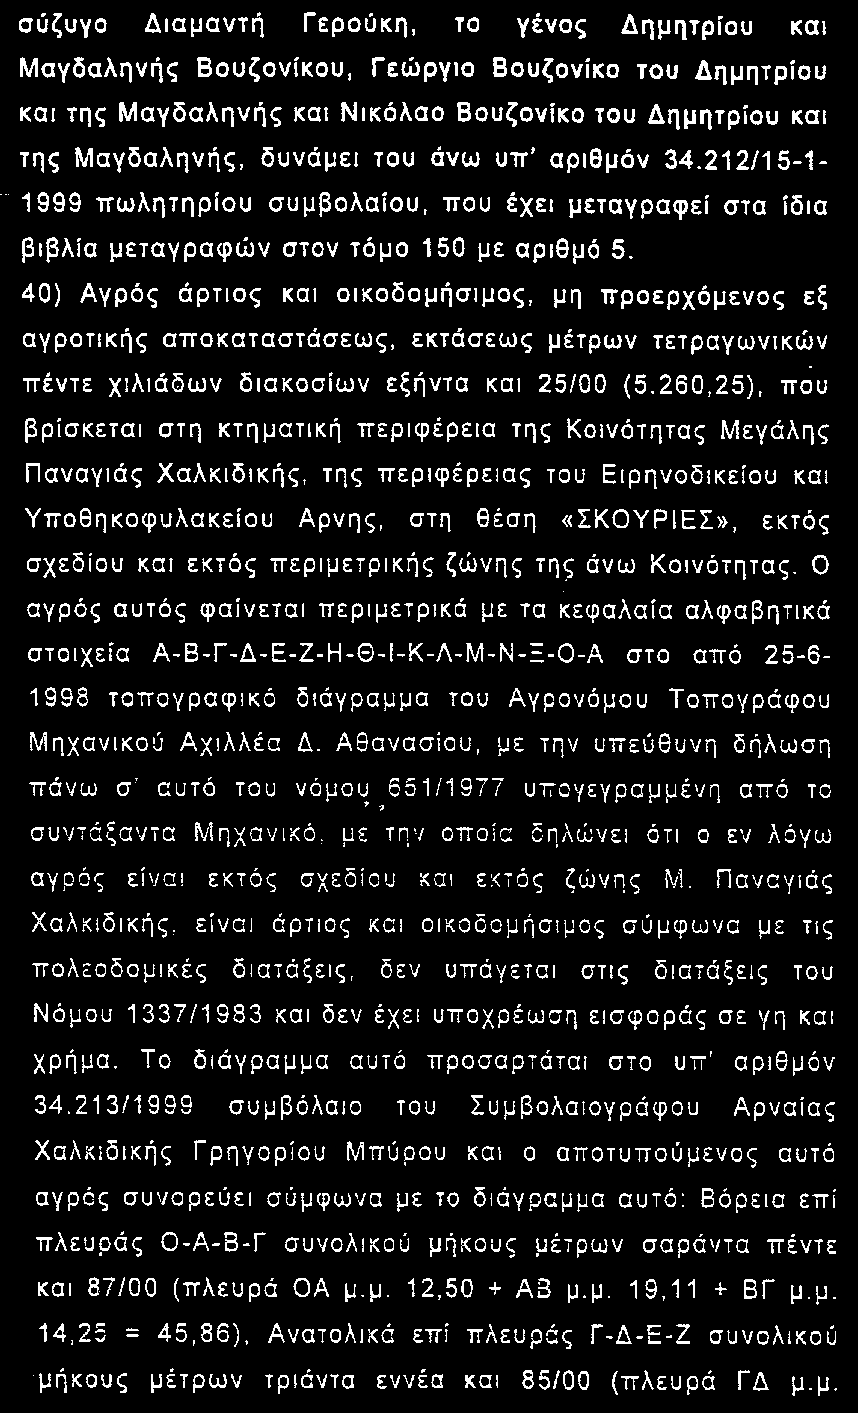 σύζυγο Διαμαντή Γερούκη, το γένος Δημητρίου και
Μαγδαληνής Βουζονίκου, Γεώργιο Βουζονίκο του Δημητρίου
και της Μαγδαληνής και Νικόλαο Βουζονίκο του Δημητρίου και
της Μαγδαληνής, δυνάμει του άνω υπ' αριθμόν 34.212/15-1-
1999 πωλητηρίου συμβολαίου, που έχει μεταγραφεί στα ίδια
βιβλία μεταγραφών στον τόμο 150 με αριθμό 5.
40) Αγρός άρτιος και οικοδομήσιμος, μη προερχόμενος εξ
αγροτικής αποκαταστάσεως, εκτάσεως μέτρων τετραγωνικών
πέντε χιλιάδων διακοσίων εξήντα και 25/00 (5.260,25), που
βρίσκεται στη κτηματική περιφέρεια της Κοινότητας Μεγάλης
Παναγιάς Χαλκιδικής, της περιφέρειας του Ειρηνοδικείου και
Υποθηκοφυλακείου Αρνης, στη θέση «ΣΚΟΥΡΙΕΣ», εκτός
σχεδίου και εκτός περιμετρικής ζώνης της άνω Κοινότητας. Ο
αγρός αυτός φαίνεται περιμετρικά με τα κεφαλαία αλφαβητικά
στοιχεία Α-Β-Γ-Δ-Ε-Ζ-Η-Θ-Ι-Κ-Λ-Μ-Ν-Ξ-Ο-Α στο από 25-6-
1998 τοπογραφικό διάγραμμα του Αγρονόμου Τοπογράφου
Μηχανικού Αχιλλέα Δ. Αθανασίου, με την υπεύθυνη δήλωση
πάνω σ' αυτό του νόμου 651/1977 υπογεγραμμένη από το
συντάξαντα Μηχανικό, με την οποία δηλώνει ότι ο εν λόγω
αγρός είναι εκτός σχεδίου και εκτός ζώνης Μ. Παναγιάς
Χαλκιδικής, είναι άρτιος και οικοδομήσιμος σύμφωνα με τις
πολεοδομικές διατάξεις, δεν υπάγεται στις διατάξεις του
Νόμου 1337/1983 και δεν έχει υποχρέωση εισφοράς σε γη και
χρήμα. Το διάγραμμα αυτό προσαρτάται στο υπ' αριθμόν
34.213/1999 συμβόλαιο του Συμβολαιογράφου Αρναίας
Χαλκιδικής Γρηγορίου Μπύρου και ο αποτυπούμενος αυτό
αγρός συνορεύει σύμφωνα με το διάγραμμα αυτό: Βόρεια επί
πλευράς Ο-Α-Β-Γ συνολικού μήκους μέτρων σαράντα πέντε
και 87/00 (πλευρά ΟΑ μ.μ. 12,50 + ΑΒ μ.μ. 19,11 + ΒΓ μ.μ.
14,25 = 45,86), Ανατολικά επί πλευράς Γ-Δ-Ε-Ζ συνολικού
μήκους μέτρων τριάντα εννέα και 85/00 (πλευρά ΓΔ μ.μ.